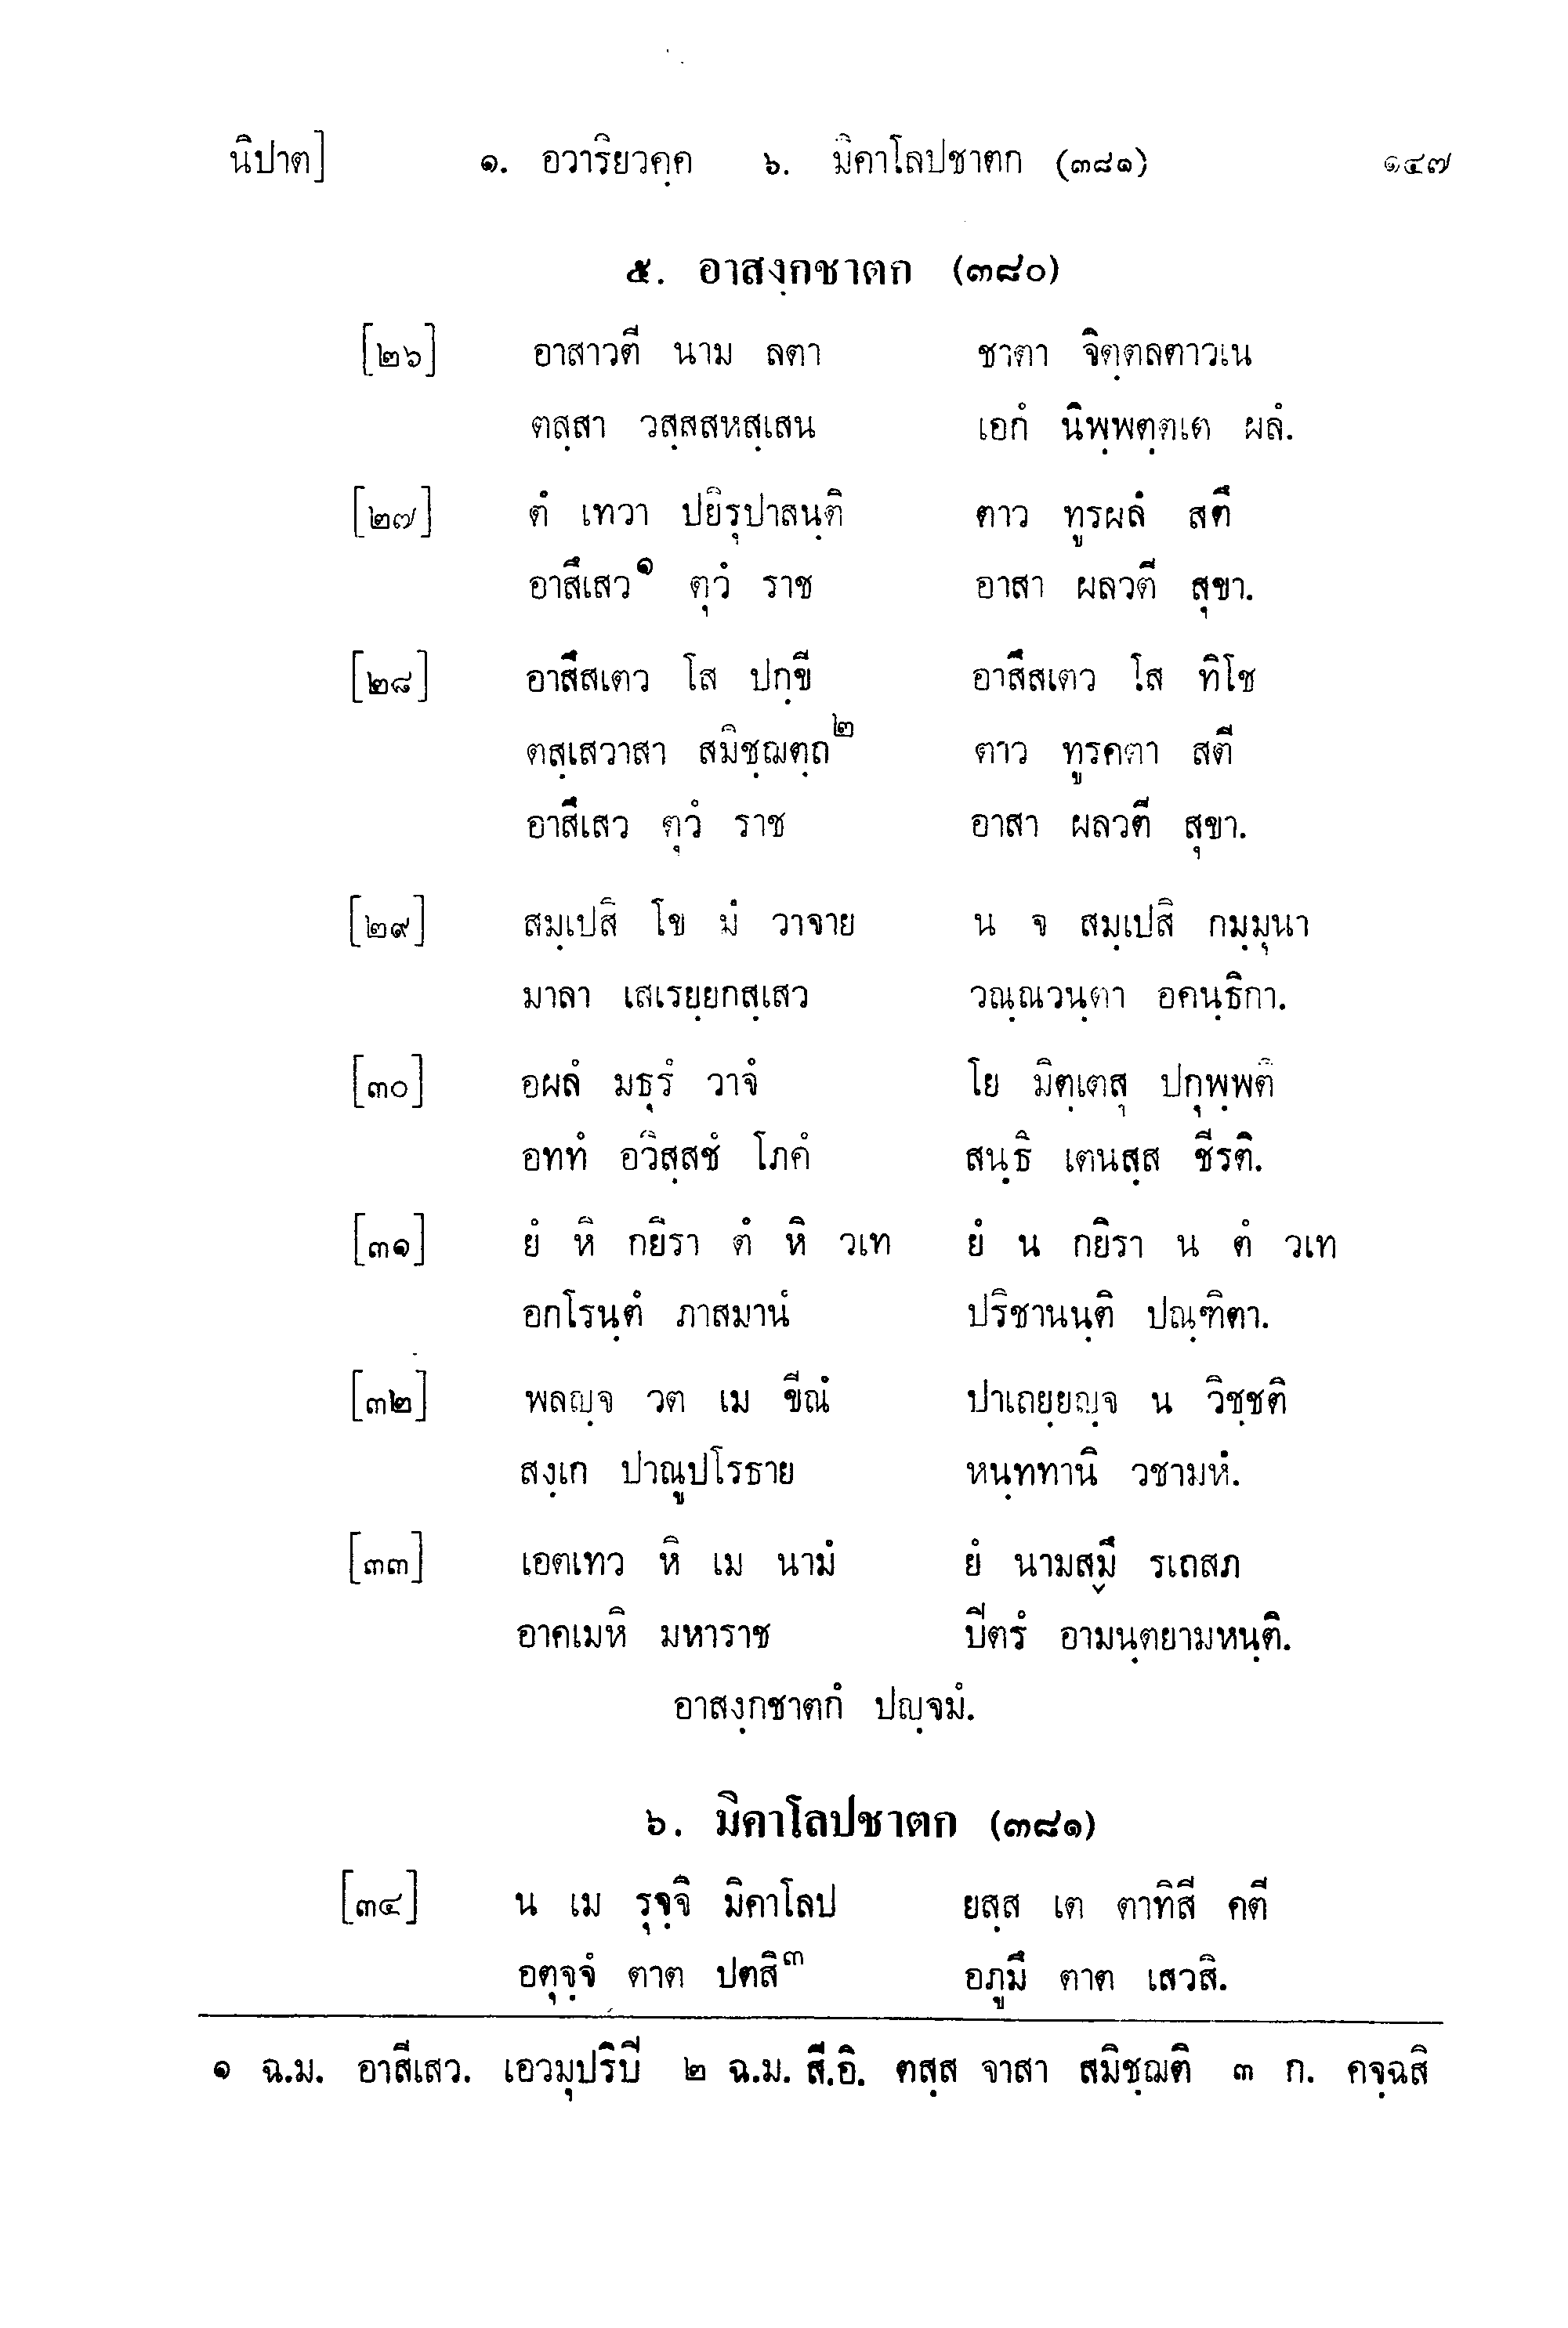 นิปาต] ๑. อวาริยวคฺค ๖. มิคาโลปชาตก (๓๘๑) ๑๔๗
๕. อาสงฺกชาตก (๓๘๐)
[๒๖] อาสาวตี นาม ลตา ชาตา จิตฺตลตาวเน
ตสฺสา วสฺสสหสฺเสน เอกํ นิพฺพตฺตเต ผลํ.
[๒๗] ตํ เทวา ปยิรุปาสนฺติ ตาว ทูรผลํ สตึ
อาสึเสว๑ ตุวํ ราช อาสา ผลวตี สุขา.
[๒๘] อาสึสเตว โส ปกฺขี อาสึสเตว โส ทิโช
ตสฺเสวาสา สมิชฺฌตฺถ๒ ตาว ทูรคตา สตี
อาสึเสว ตุวํ ราช อาสา ผลวตี สุขา.
[๒๙] สมฺเปสิ โข มํ วาจาย น จ สมฺเปสิ กมฺมุนา
มาลา เสเรยฺยกสฺเสว วณฺณวนฺตา อคนฺธิกา.
[๓๐] อผลํ มธุรํ วาจํ โย มิตฺเตสุ ปกุพฺพติ
อททํ อวิสฺสชํ โภคํ สนฺธิ เตนสฺส ชีรติ.
[๓๑] ยํ หิ กยิรา ตํ หิ วเท ยํ น กยิรา น ตํ วเท
อกโรนฺตํ ภาสมานํ ปริชานนฺติ ปณฺฑิตา.
[๓๒] พลญฺจ วต เม ขีณํ ปาเถยฺยญฺจ น วิชฺชติ
สงฺเก ปาณูปโรธาย หนฺททานิ วชามหํ.
[๓๓] เอตเทว หิ เม นามํ ยํ นามสฺมึ รเถสภ
อาคเมหิ มหาราช ปิตรํ อามนฺตยามหนฺติ.
อาสงฺกชาตกํ ปญฺจมํ.
๖. มิคาโลปชาตก (๓๘๑)
[๓๔] น เม รุจฺจิ มิคาโลป ยสฺส เต ตาทิสี คตี
อตุจฺจํ ตาต ปตสิ๓ อภูมึ ตาต เสวสิ.
๑ ฉ.ม. อาสีเสว. เอวมุปริปิ ๒ ฉ.ม. สี.อิ. ตสฺส จาสา สมิชฺฌติ ๓ ก. คจฺฉสิ